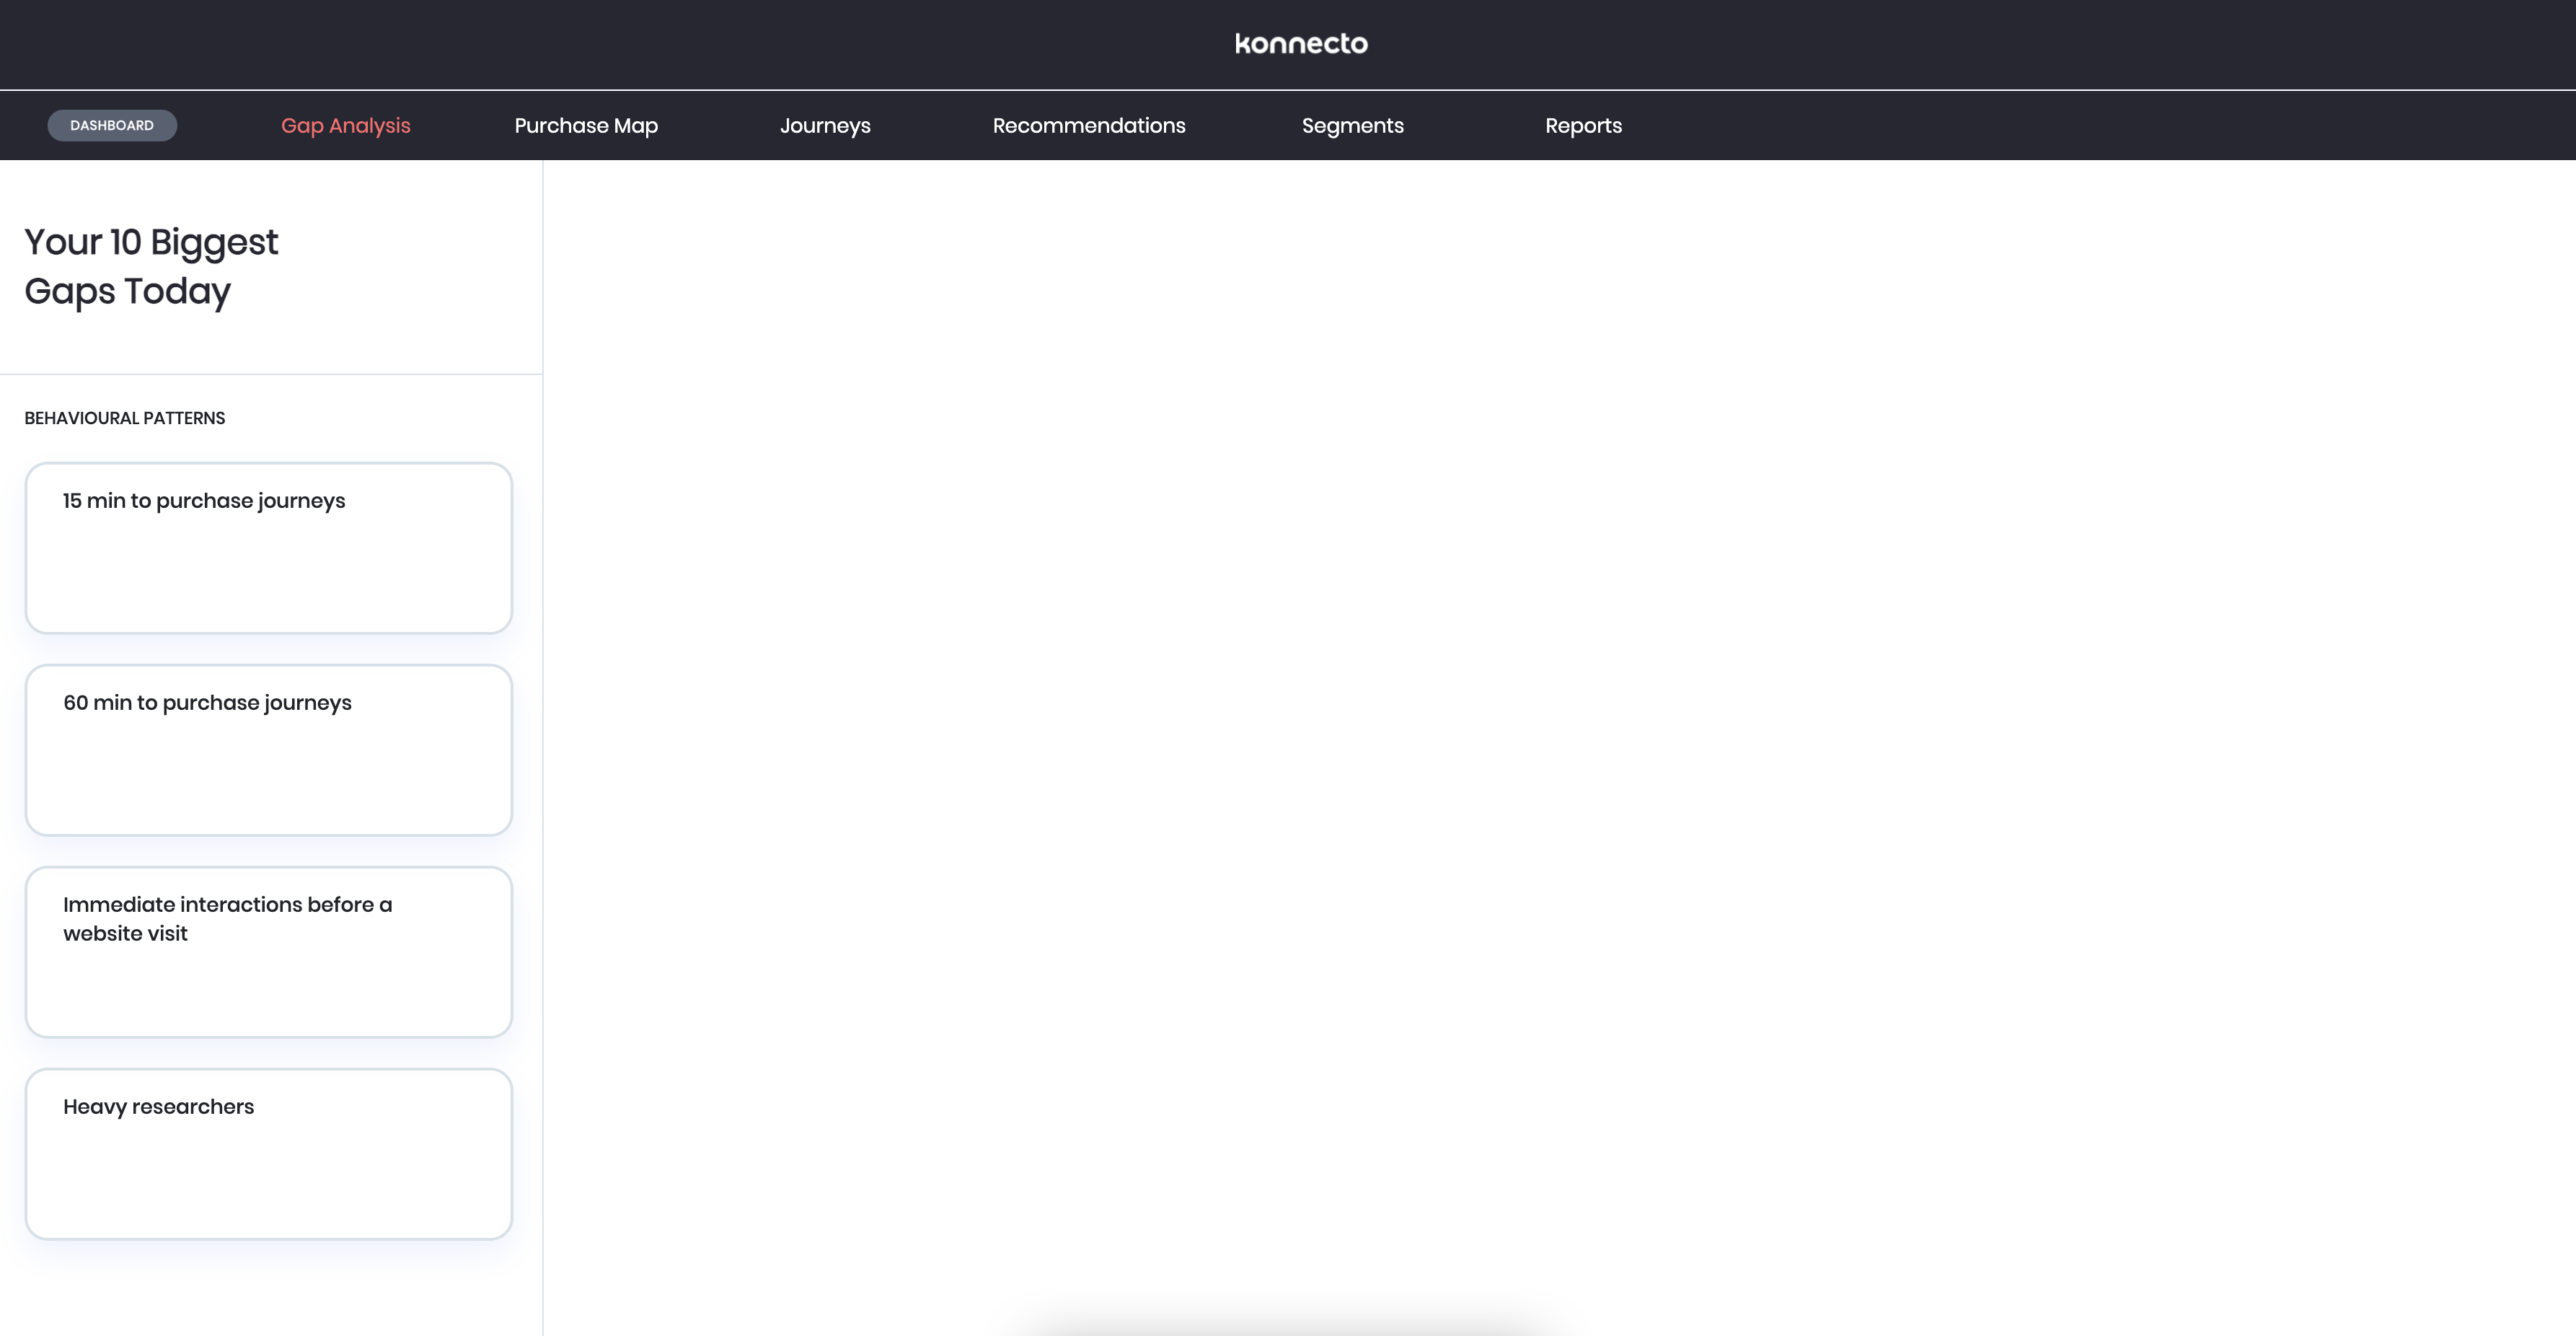 konnecto
DASHBOARD
Gap Analysis
Purchase Map
Journeys
Recommendations
Segments
Reports
Your 10 Biggest
Gaps Today
BEHAVIOURAL PATTERNS
15 min to purchase journeys
60 min to purchase journeys
Immediate interactions before a
website visit
Heavy researchers